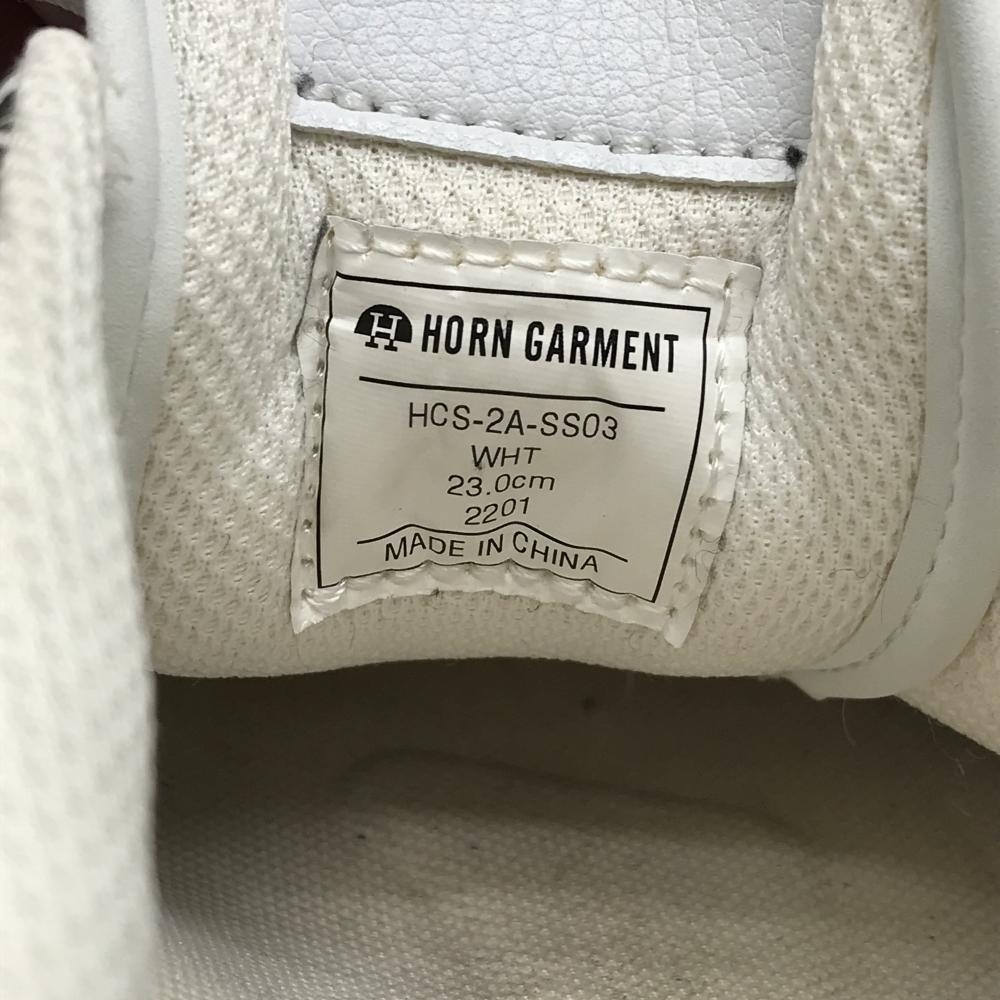 H HORN GARMENT
HCS-2A-SS03
WHT
23.0cm
2201
MADE IN CHINA